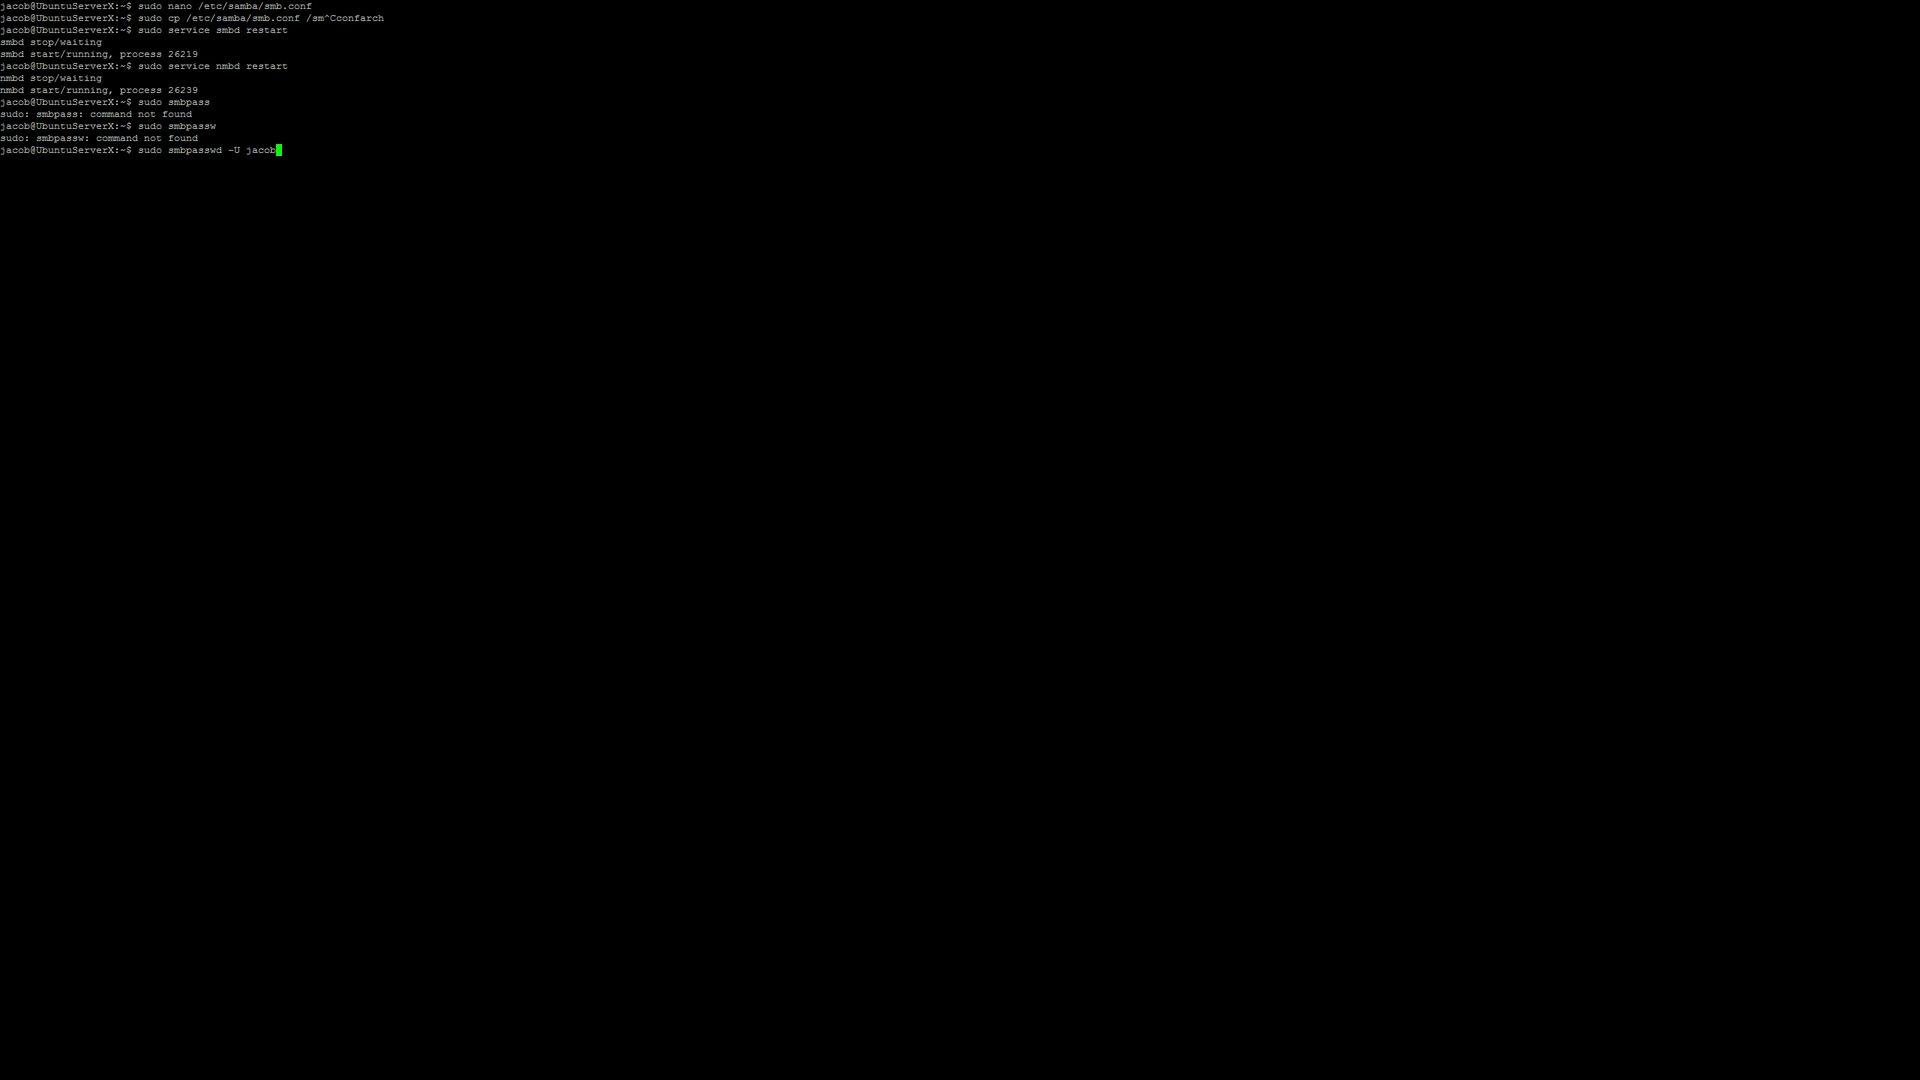 jacob@UbuntuServerX:~$ sudo nano /etc/samba/smb.conf
jacob@UbuntuServerX:~$ sudo cp /etc/samba/smb.conf /sm^Cconfarch
jacob@UbuntuServerX:~$ sudo service smbd restart
smbd stop/waiting
smbd start/running, process 26219
jacob@UbuntuServerX:~$ sudo service nmbd restart
nmbd stop/waiting
nmbd start/running, process 26239
jacob@UbuntuServerX:~$ sudo smbpass
sudo: smbpass: command not found
jacob@UbuntuServerX:~$ sudo smbpassw
sudo: smbpassw: command not found
jacob@UbuntuServerX:~$ sudo smbpasswd -U jacob